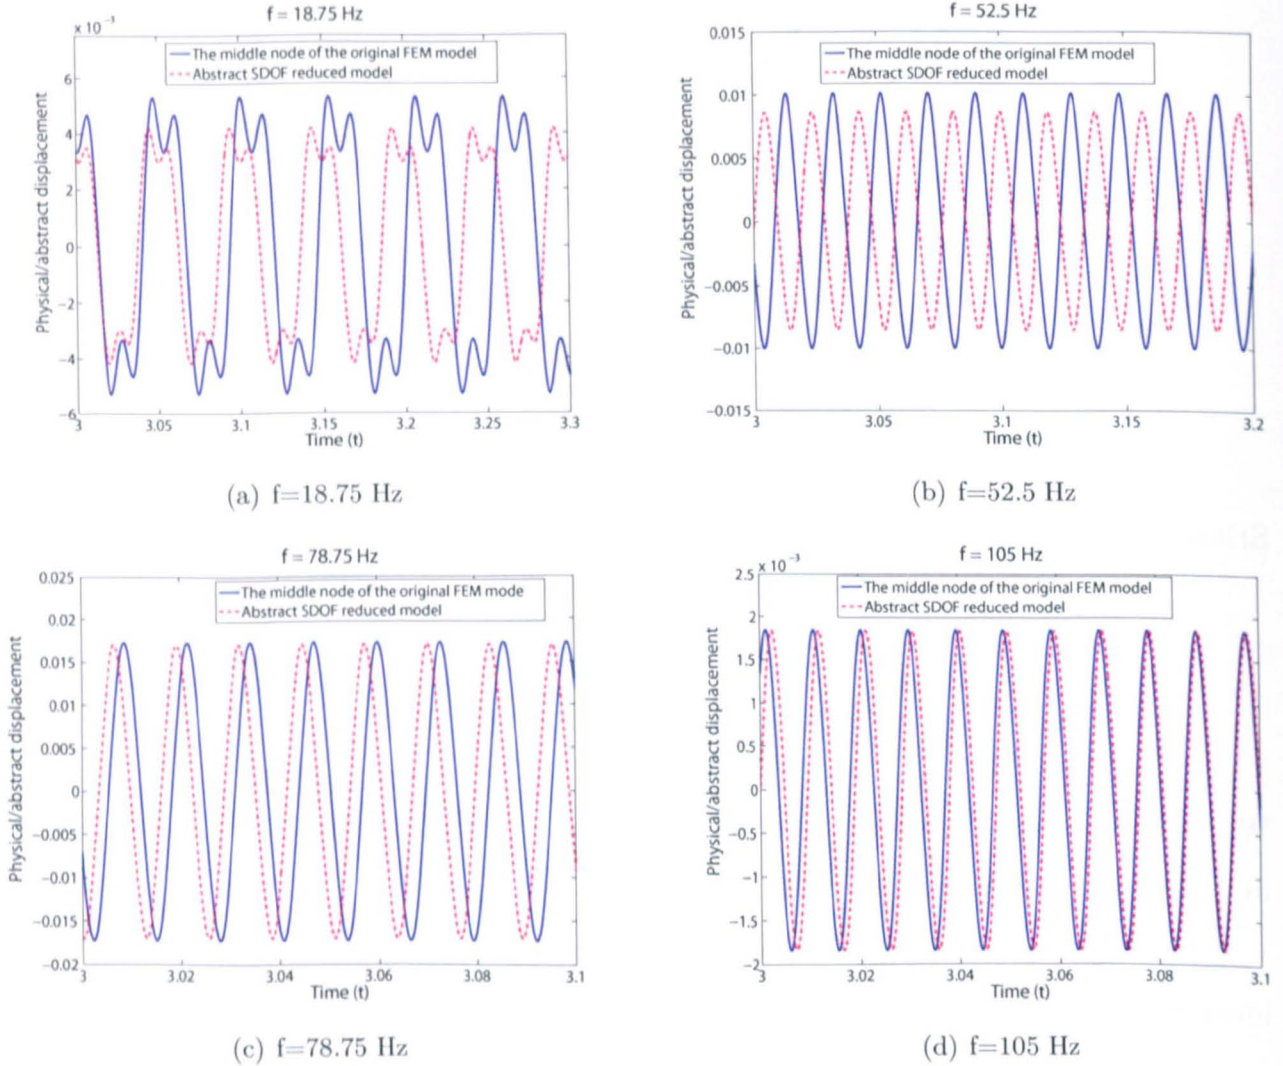 f = 18.75 Hz
× 10⁻³
The middle node of the original FEM model
Abstract SDOF reduced model
6
4
2
0
−2
−4
−6
3
3.05
3.1
3.15
3.2
3.25
3.3
Physical/abstract displacement
Time (t)
(a) f=18.75 Hz
f = 52.5 Hz
The middle node of the original FEM model
Abstract SDOF reduced model
0.015
0.01
0.005
0
−0.005
−0.01
−0.015
3
3.05
3.1
3.15
3.2
Physical/abstract displacement
Time (t)
(b) f=52.5 Hz
f = 78.75 Hz
The middle node of the original FEM mode
Abstract SDOF reduced model
0.025
0.02
0.015
0.01
0.005
0
−0.005
−0.01
−0.015
−0.02
3
3.02
3.04
3.06
3.08
3.1
Physical/abstract displacement
Time (t)
(c) f=78.75 Hz
f = 105 Hz
× 10⁻³
The middle node of the original FEM model
Abstract SDOF reduced model
2.5
2
1.5
1
0.5
0
−0.5
−1
−1.5
−2
3
3.02
3.04
3.06
3.08
3.1
Physical/abstract displacement
Time (t)
(d) f=105 Hz